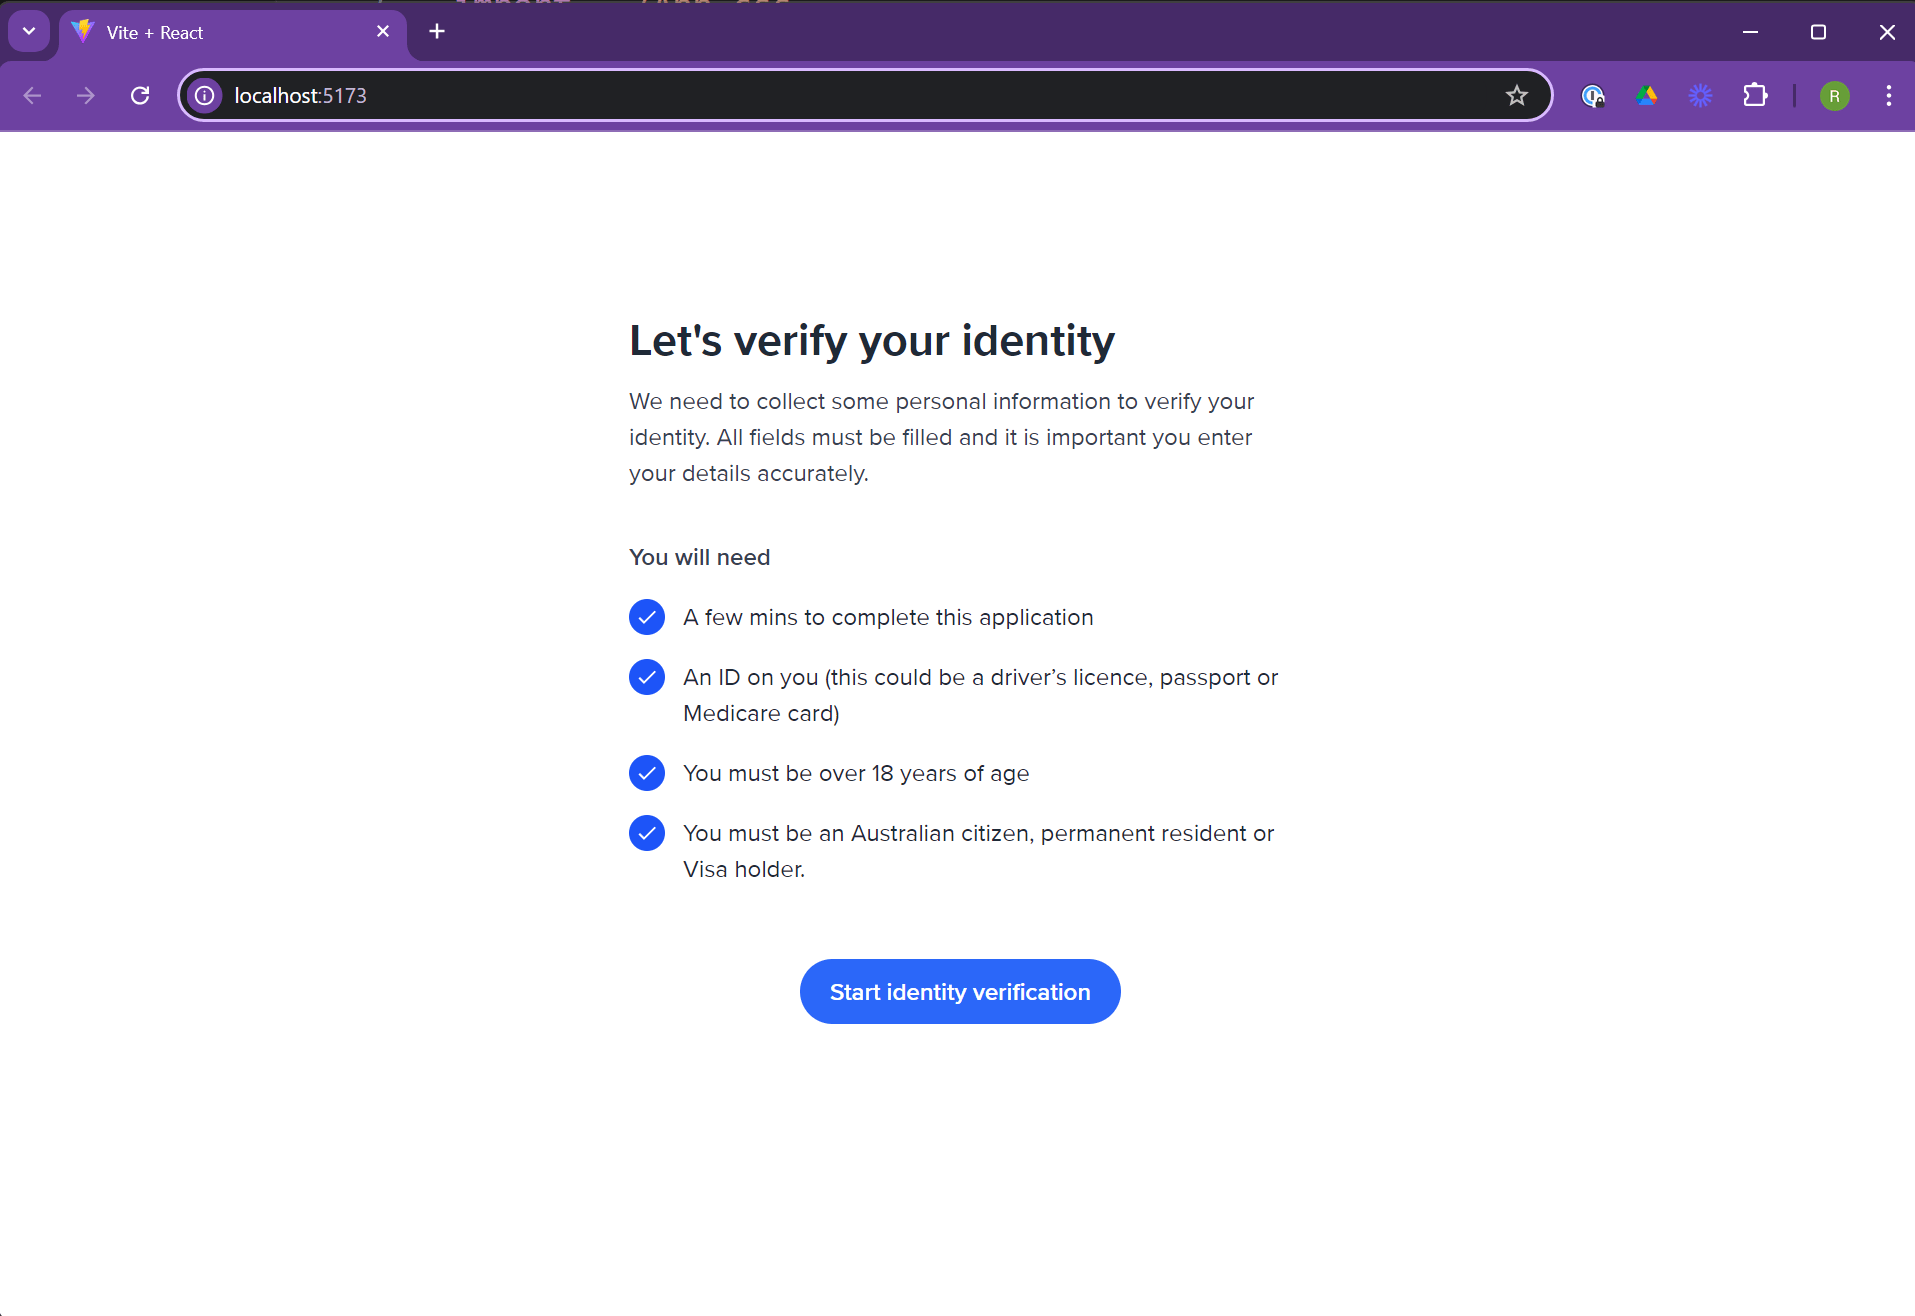 Vite + React
localhost:5173
R
Let's verify your identity
We need to collect some personal information to verify your
identity. All fields must be filled and it is important you enter
your details accurately.
You will need
A few mins to complete this application
An ID on you (this could be a driver’s licence, passport or
Medicare card)
You must be over 18 years of age
You must be an Australian citizen, permanent resident or
Visa holder.
Start identity verification